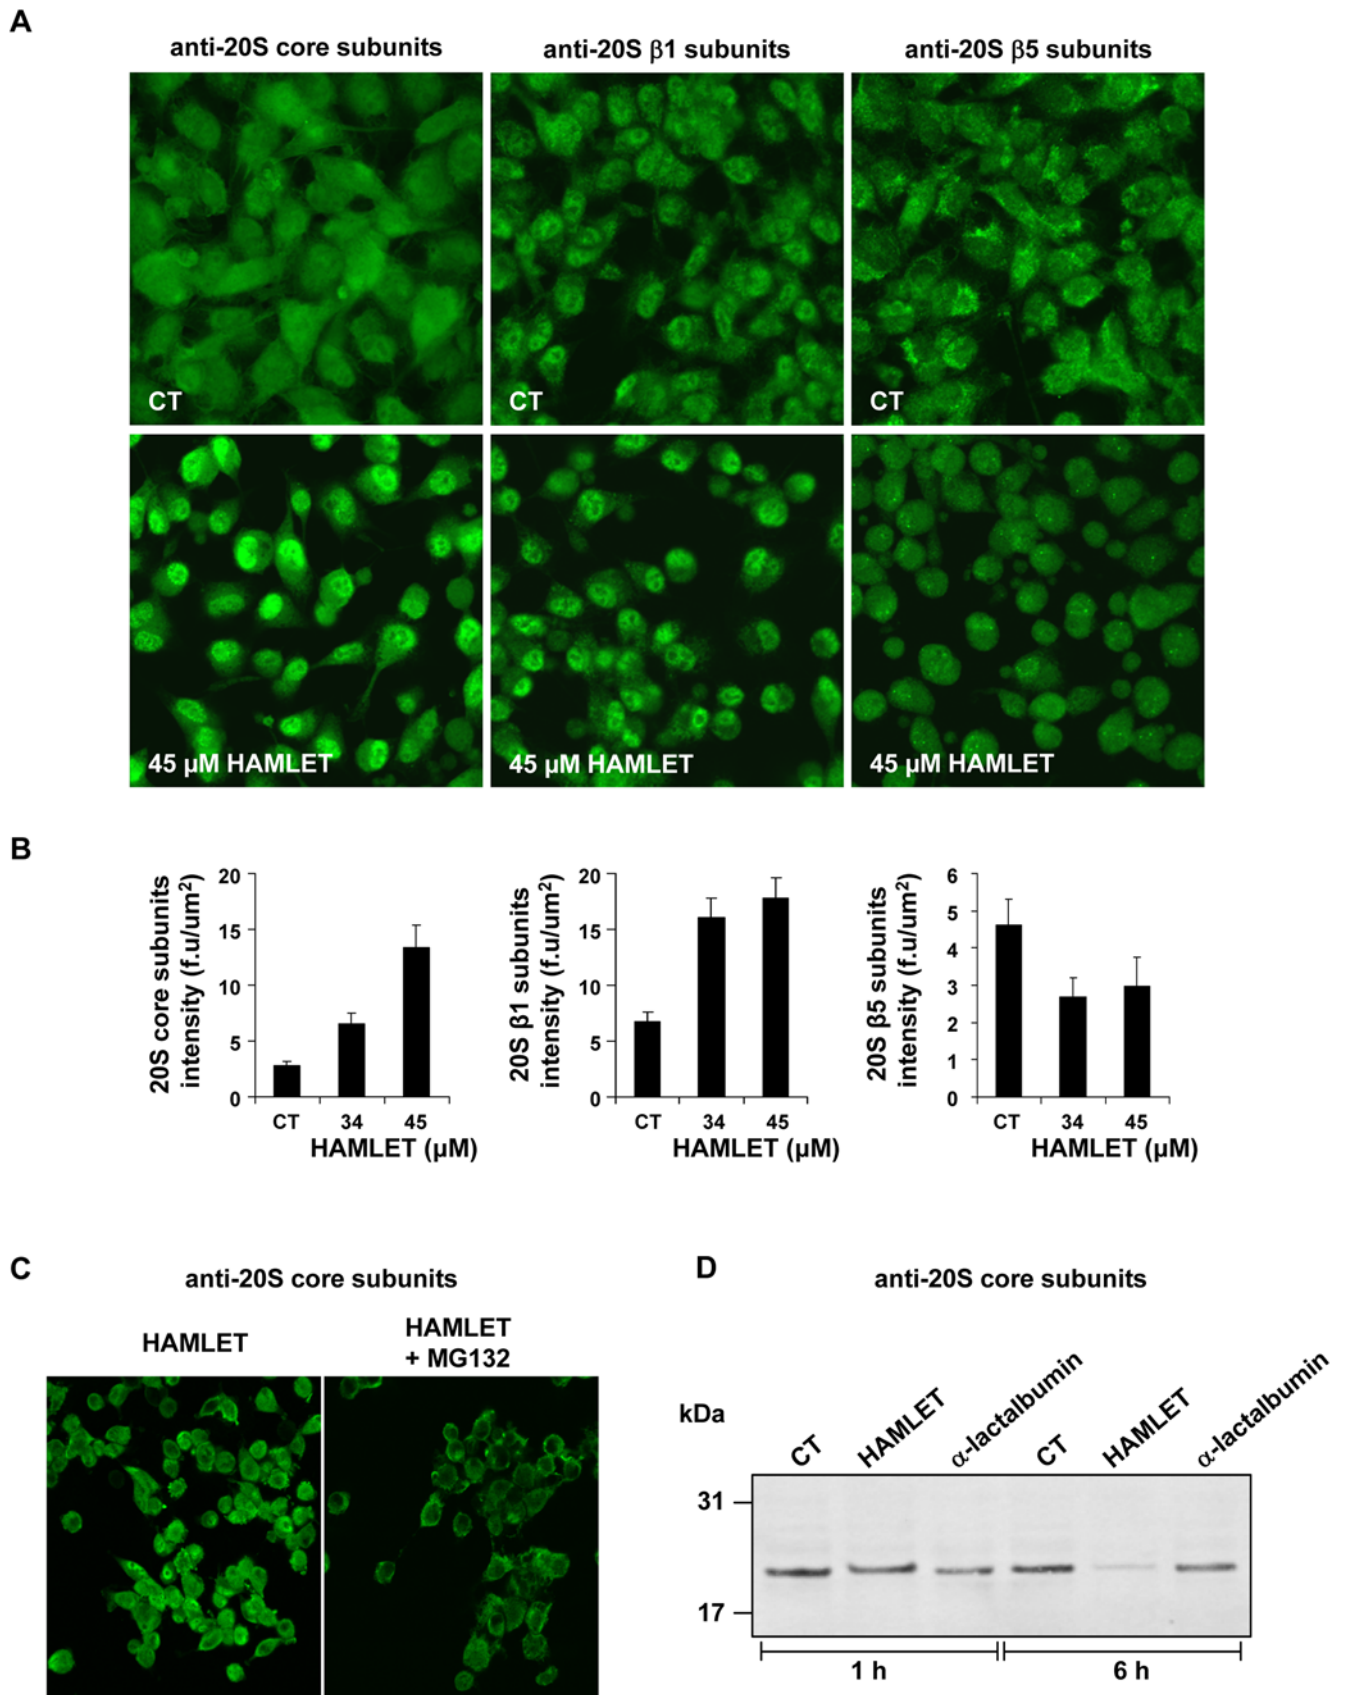 A
anti-20S core subunits
anti-20S β1 subunits
anti-20S β5 subunits
CT
CT
CT
45 µM HAMLET
45 µM HAMLET
45 µM HAMLET
B
20S core subunits
intensity (f.u/um²)
20
15
10
5
0
CT
34
45
HAMLET (µM)
20S β1 subunits
intensity (f.u/um²)
20
15
10
5
0
CT
34
45
HAMLET (µM)
20S β5 subunits
intensity (f.u/um²)
6
5
4
3
2
1
0
CT
34
45
HAMLET (µM)
C
anti-20S core subunits
HAMLET
HAMLET
+ MG132
D
anti-20S core subunits
kDa
CT
HAMLET
α-lactalbumin
CT
HAMLET
α-lactalbumin
31
17
1 h
6 h